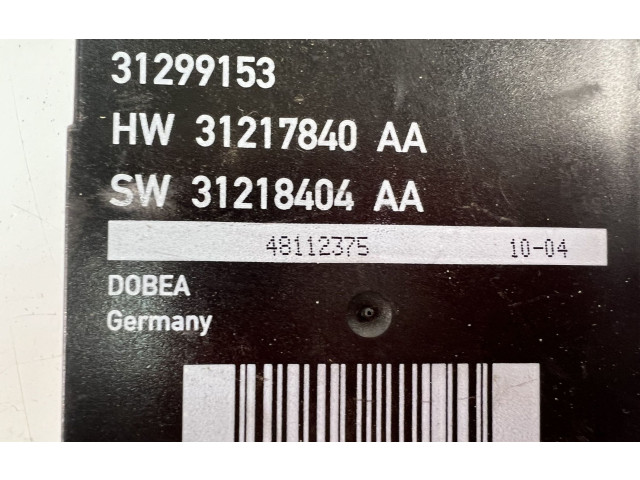 31299153
HW 31217840 AA
SW 31218404 AA
48112375 10-04
DOBEA
Germany